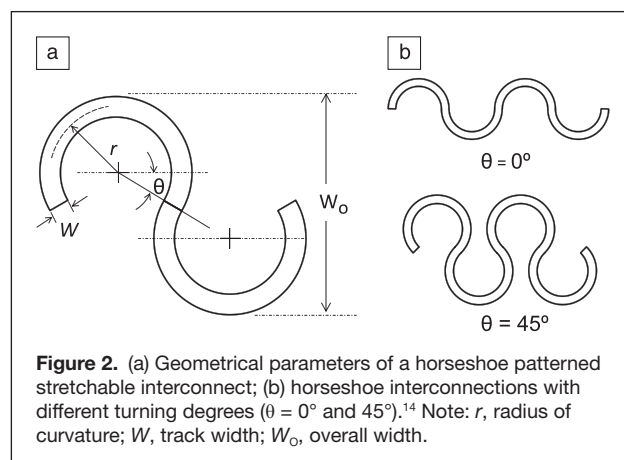 a
b
r
θ
W
Wo
θ = 0º
θ = 45º
Figure 2. (a) Geometrical parameters of a horseshoe patterned
stretchable interconnect; (b) horseshoe interconnections with
different turning degrees (θ = 0° and 45°).¹⁴ Note: r, radius of
curvature; W, track width; Wo, overall width.